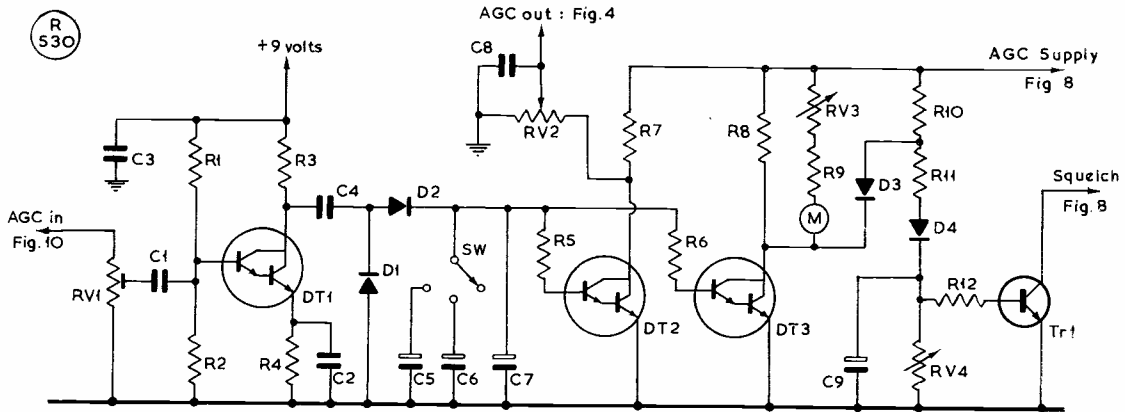 R
530
AGC out : Fig.4
+9 volts
C8
AGC Supply
Fig 8
RV2
R7
R8
RV3
R10
C3
R1
R3
R9
D3
R11
C4
D2
M
D4
Squelch
Fig.8
AGC in
Fig.10
C1
RV1
DT1
D1
SW
R5
R6
R12
Tr1
DT2
DT3
R2
R4
C2
C5
C6
C7
C9
RV4